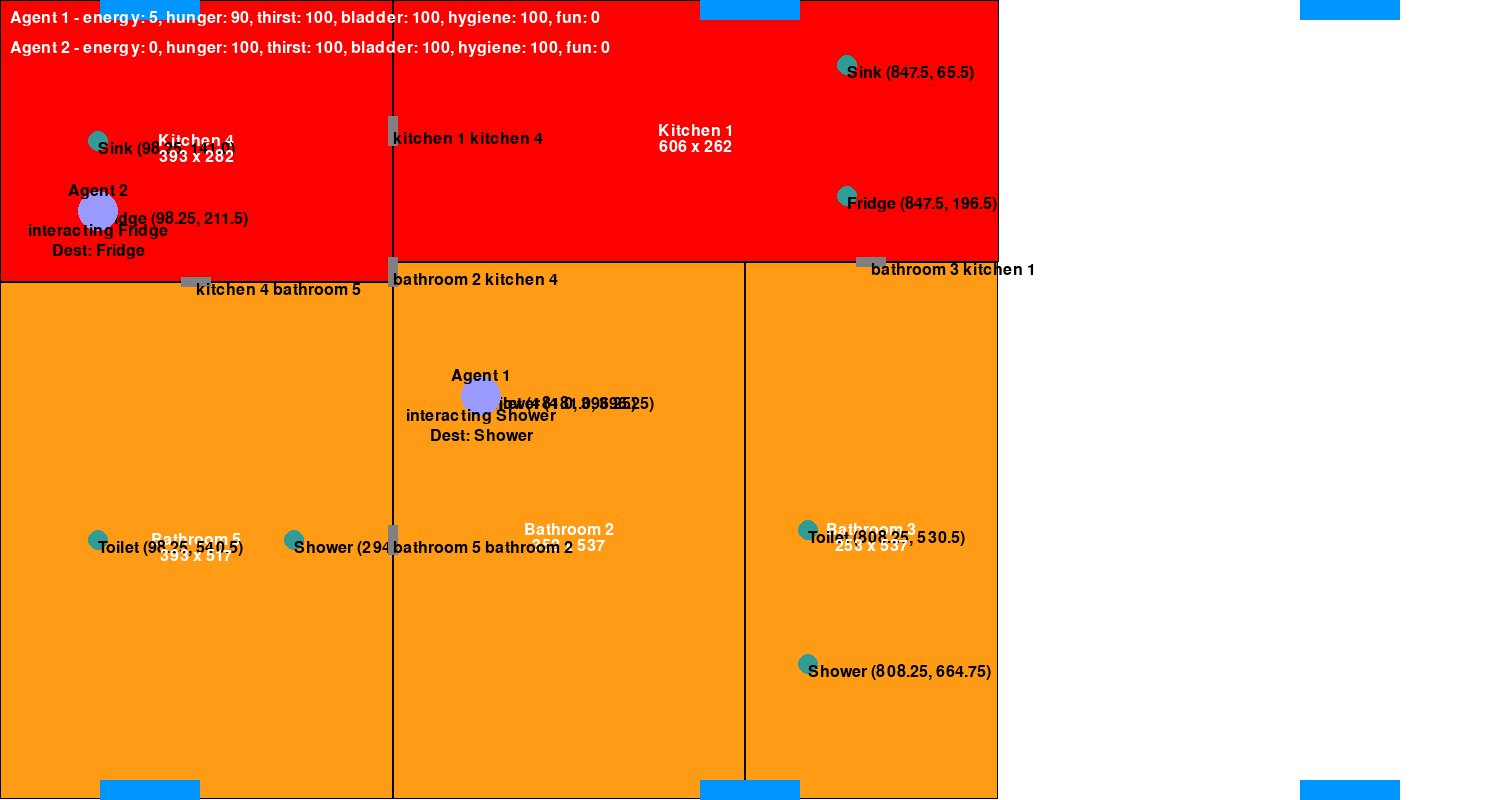 Agent 1 - energy: 5, hunger: 90, thirst: 100, bladder: 100, hygiene: 100, fun: 0
Agent 2 - energy: 0, hunger: 100, thirst: 100, bladder: 100, hygiene: 100, fun: 0
Sink (847.5, 65.5)
Kitchen 1
606 x 262
kitchen 1 kitchen 4
Kitchen 4
393 x 282
Sink (98.25,
Agent 2
(98.25, 211.5)
interacting Fridge
Dest: Fridge
Fridge (847.5, 196.5)
bathroom 3 kitchen 1
bathroom 2 kitchen 4
kitchen 4 bathroom 5
Agent 1
interacting Shower
Dest: Shower
Bathroom 5
393 x 517
Toilet (98.25, 540.5)
Shower (294
bathroom 5 bathroom 2
Bathroom 2
537
Bathroom 3
253 x 537
Toilet (808.25, 530.5)
Shower (808.25, 664.75)